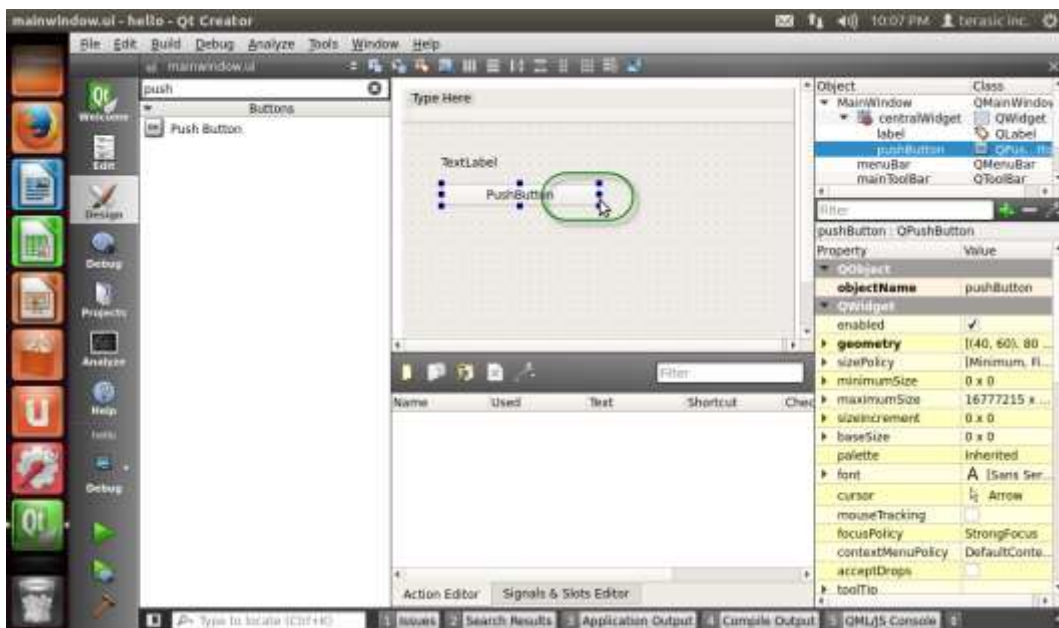 mainwindow.ui - hello - Qt Creator
10:07 PM terasic inc.
File Edit Build Debug Analyze Tools Window Help
mainwindow.ui
push
Buttons
Push Button
Welcome
Edit
Design
Debug
Projects
Analyze
Help
hello
Debug
Type Here
TextLabel
PushButton
Filter
Name Used Text Shortcut Chec
Action Editor Signals & Slots Editor
Object Class
MainWindow QMainWindow
centralWidget QWidget
label QLabel
pushButton QPus...tto
menuBar QMenuBar
mainToolBar QToolBar
Filter
pushButton : QPushButton
Property Value
QObject
objectName pushButton
QWidget
enabled
geometry [(40, 60), 80 ...
sizePolicy [Minimum, Fi...
minimumSize 0 x 0
maximumSize 16777215 x ...
sizeIncrement 0 x 0
baseSize 0 x 0
palette Inherited
font A [Sans Ser...
cursor Arrow
mouseTracking
focusPolicy StrongFocus
contextMenuPolicy DefaultConte...
acceptDrops
toolTip
Type to locate (Ctrl+K)
1 Issues 2 Search Results 3 Application Output 4 Compile Output 5 QML/JS Console